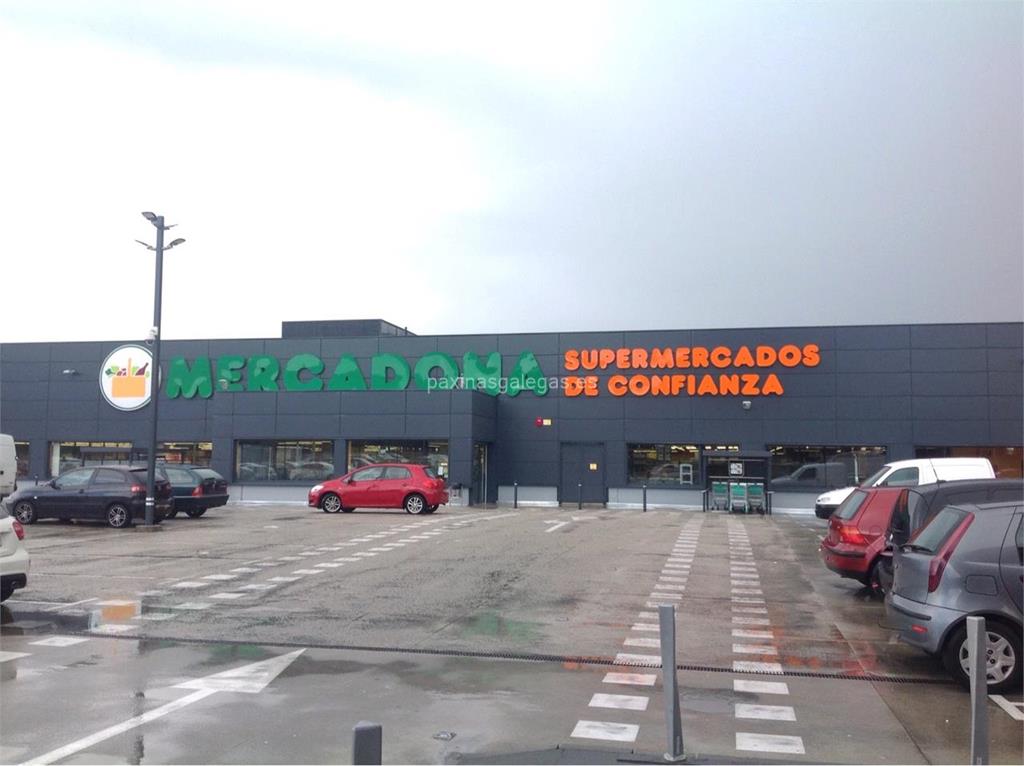 MERCADONA
SUPERMERCADOS
DE CONFIANZA
paxinasgalegas.es